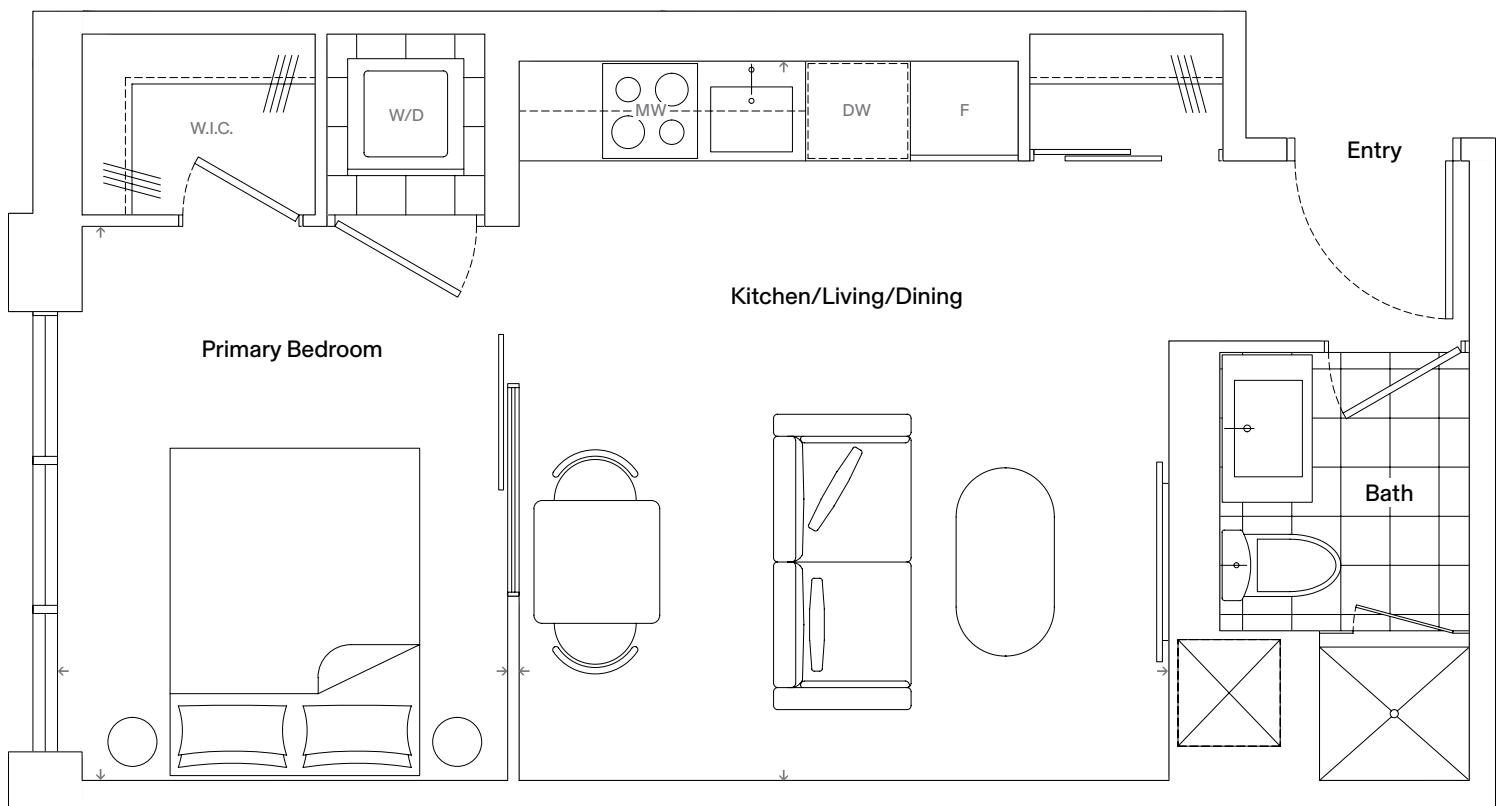 W.I.C.
W/D
MW
DW
F
Entry
Kitchen/Living/Dining
Primary Bedroom
Bath